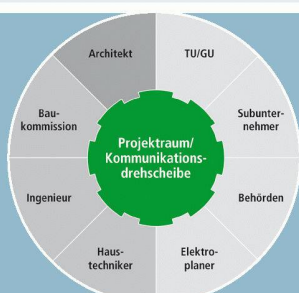 Architekt
TU/GU
Bau-
kommission
Subunter-
nehmer
Projektraum/
Kommunikations-
drehscheibe
Ingenieur
Behörden
Haus-
techniker
Elektro-
planer